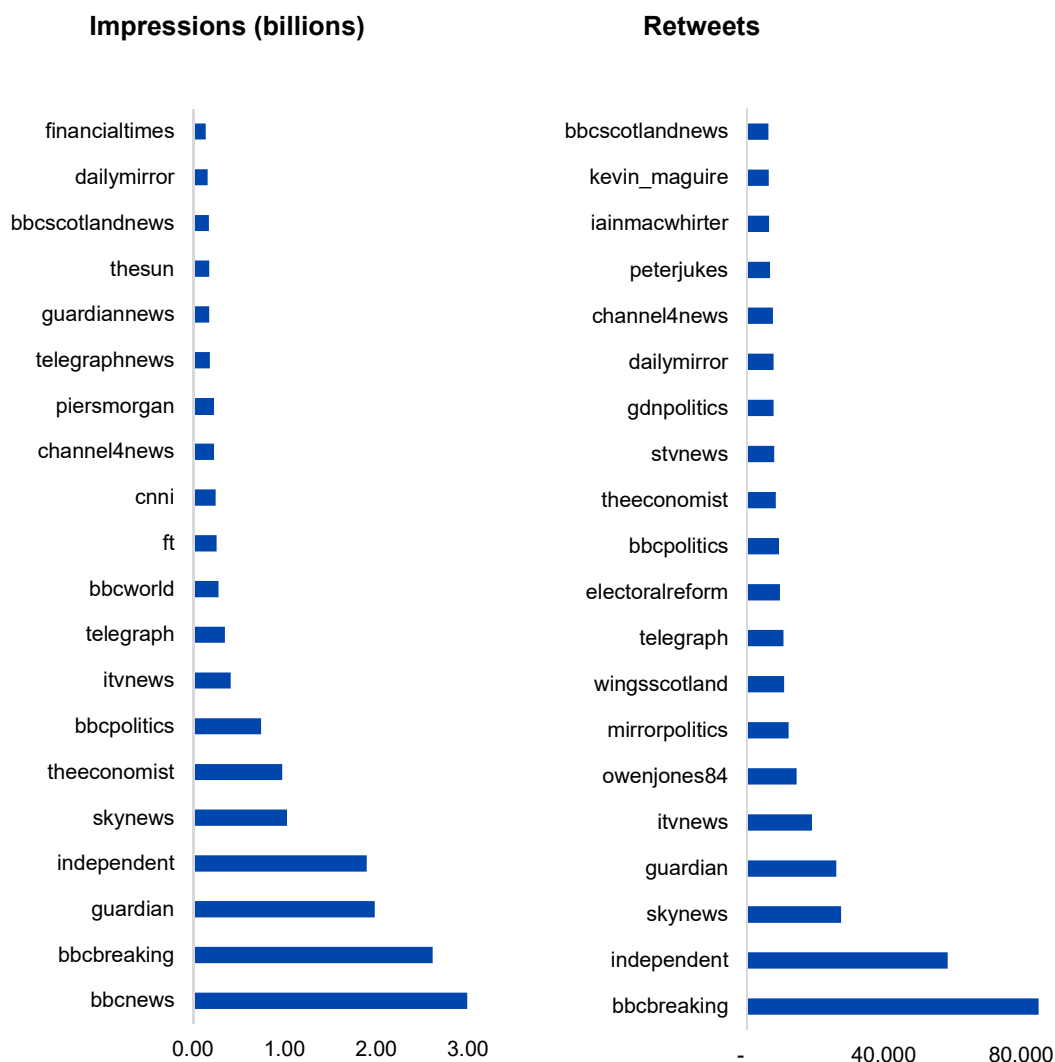 Impressions (billions)
financialtimes
dailymirror
bbcscotlandnews
thesun
guardiannews
telegraphnews
piersmorgan
channel4news
cnni
ft
bbcworld
telegraph
itvnews
bbcpolitics
theeconomist
skynews
independent
guardian
bbcbreaking
bbcnews
0.00 1.00 2.00 3.00
Retweets
bbcscotlandnews
kevin_maguire
iainmacwhirter
peterjukes
channel4news
dailymirror
gdnpolitics
stvnews
theeconomist
bbcpolitics
electoralreform
telegraph
wingsscotland
mirrorpolitics
owenjones84
itvnews
guardian
skynews
independent
bbcbreaking
- 40,000 80,000